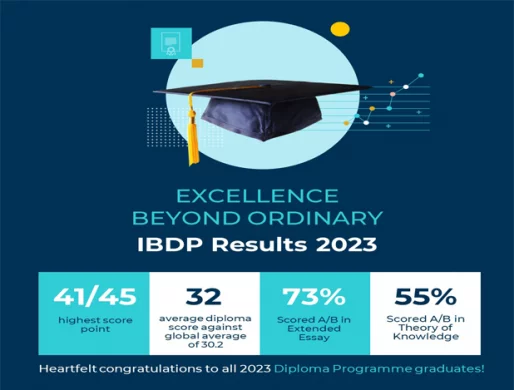 EXCELLENCE
BEYOND ORDINARY
IBDP Results 2023
41/45
highest score
point
32
average diploma
score against
global average
of 30.2
73%
Scored A/B in
Extended
Essay
55%
Scored A/B in
Theory of
Knowledge
Heartfelt congratulations to all 2023 Diploma Programme graduates!